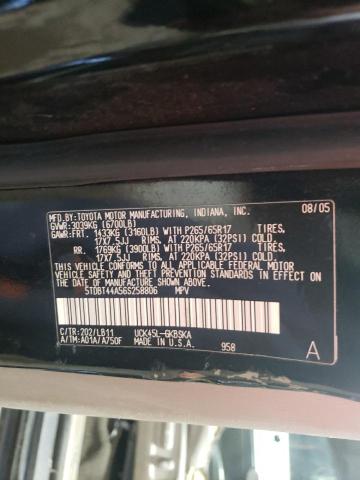 MFD. BY: TOYOTA MOTOR MANUFACTURING, INDIANA, INC. 08/05
GVWR: 3039KG (6700LB)
GAWR: FRT. 1433KG (3160LB) WITH P265/65R17 TIRES,
17X7.5JJ RIMS, AT 220KPA (32PSI) COLD
RR. 1769KG (3900LB) WITH P265/65R17 TIRES,
17X7.5JJ RIMS, AT 220KPA (32PSI) COLD
THIS VEHICLE CONFORMS TO ALL APPLICABLE FEDERAL MOTOR
VEHICLE SAFETY AND THEFT PREVENTION STANDARDS IN EFFECT
ON THE DATE OF MANUFACTURE SHOWN ABOVE.
5TDBT44A56S258806 MPV
C/TR: 202/LB11 UCK45L-GKBSKA
A/TM: A01A/A750F MADE IN U.S.A. 958 A